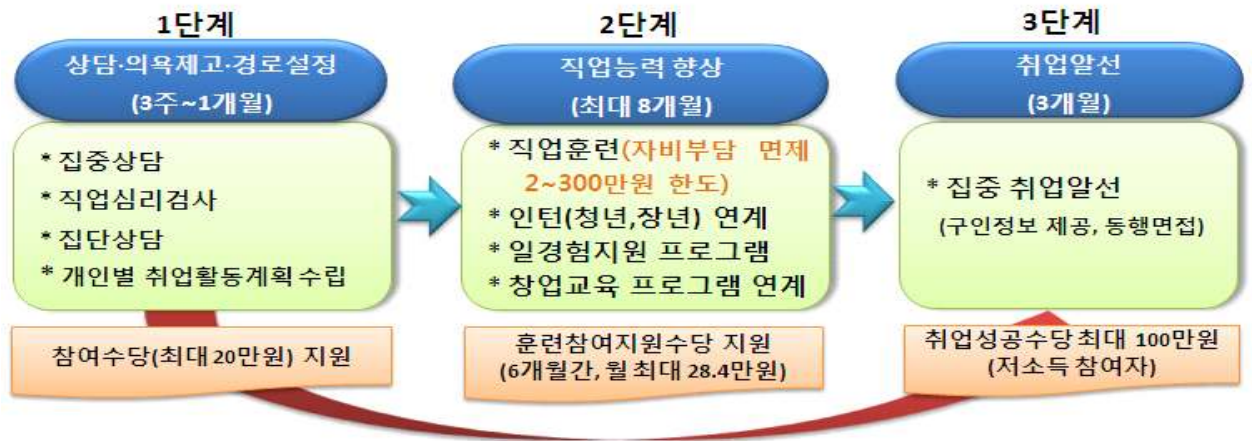 1단계
상담·의욕제고·경로설정
(3주~1개월)
* 집중상담
* 직업심리검사
* 집단상담
* 개인별 취업활동계획 수립
참여수당(최대 20만원) 지원
2단계
직업능력 향상
(최대 8개월)
* 직업훈련(자비부담 면제
2~300만원 한도)
* 인턴(청년,장년) 연계
* 일경험지원 프로그램
* 창업교육 프로그램 연계
훈련참여지원수당 지원
(6개월간, 월 최대 28.4만원)
3단계
취업알선
(3개월)
* 집중 취업알선
(구인정보 제공, 동행면접)
취업성공수당 최대 100만원
(저소득 참여자)